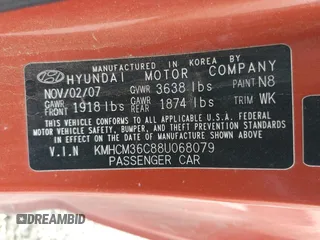 MANUFACTURED IN KOREA BY
HYUNDAI MOTOR COMPANY
NOV/02/07 GVWR 3638 lbs PAINT N8
GAWR FRONT 1918 lbs GAWR REAR 1874 lbs TRIM WK
THIS VEHICLE CONFORMS TO ALL APPLICABLE
U.S. FEDERAL MOTOR VEHICLE SAFETY,
BUMPER, AND THEFT PREVENTION STANDARDS
IN EFFECT ON THE DATE OF MANUFACTURE
SHOWN ABOVE.
V.I.N KMHCM36C88U068079
PASSENGER CAR
DREAMBID
DREAMBID.COM